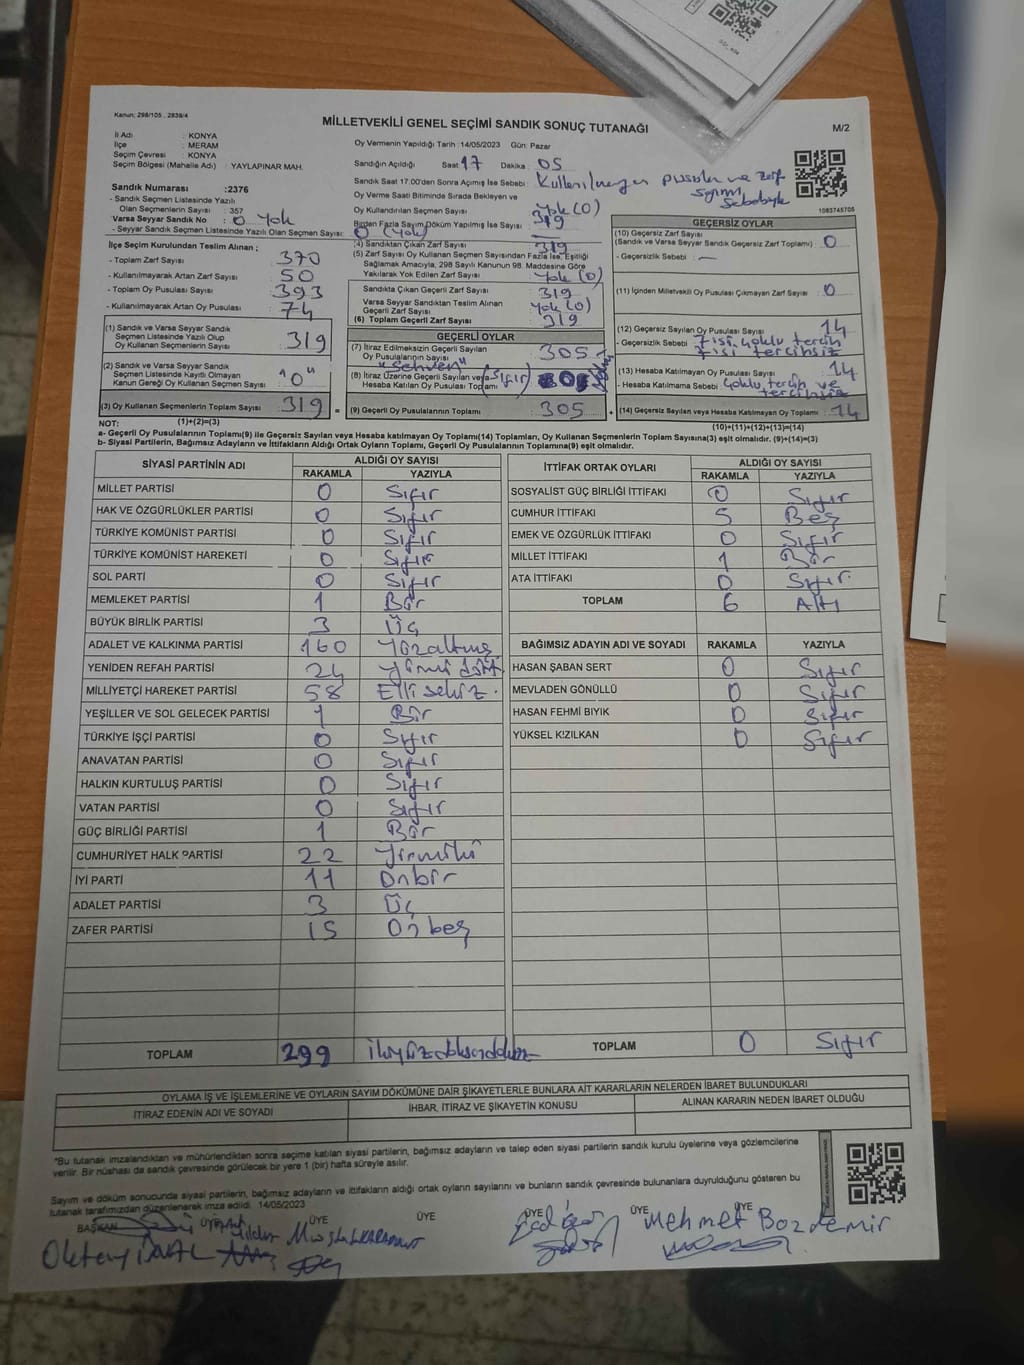 Kanun; 298/105 , 2839/4
MİLLETVEKİLİ GENEL SEÇİMİ SANDIK SONUÇ TUTANAĞI
M/2
İl Adı : KONYA
İlçe : MERAM
Seçim Çevresi : KONYA
Seçim Bölgesi (Mahalle Adı) : YAYLAPINAR MAH.
Sandık Numarası :2376
- Sandık Seçmen Listesinde Yazılı
Olan Seçmenlerin Sayısı : 357
Varsa Seyyar Sandık No : 0 Yok
- Seyyar Sandık Seçmen Listesinde Yazılı Olan Seçmen Sayısı: 0 (Yok)
İlçe Seçim Kurulundan Teslim Alınan ;
- Toplam Zarf Sayısı 370
- Kullanılmayarak Artan Zarf Sayısı 50
- Toplam Oy Pusulası Sayısı 393
- Kullanılmayarak Artan Oy Pusulası 74
(1) Sandık ve Varsa Seyyar Sandık
Seçmen Listesinde Yazılı Olup
Oy Kullanan Seçmenlerin Sayısı 319
(2) Sandık ve Varsa Seyyar Sandık
Seçmen Listesinde Kayıtlı Olmayan
Kanun Gereği Oy Kullanan Seçmen Sayısı "0"
(3) Oy Kullanan Seçmenlerin Toplam Sayısı 319 =
(1)+(2)=(3)
Oy Vermenin Yapıldığı Tarih : 14/05/2023 Gün: Pazar
Sandığın Açıldığı Saat 17 Dakika : 05
Sandık Saat 17.00'den Sonra Açımış İse Sebebi : Kullanılmayan pusula ve zarf
sayımı
Sebebiyle
Oy Verme Saati Bitiminde Sırada Bekleyen ve
Oy Kullandırılan Seçmen Sayısı Yok (0)
Birden Fazla Sayım Döküm Yapılmış İse Sayısı 319
(4) Sandıktan Çıkan Zarf Sayısı 319
(5) Zarf Sayısı Oy Kullanan Seçmen Sayısından Fazla İse, Eşitliği
Sağlamak Amacıyla, 298 Sayılı Kanunun 98. Maddesine Göre
Yakılarak Yok Edilen Zarf Sayısı Yok (0)
Sandıkta Çıkan Geçerli Zarf Sayısı 319
Varsa Seyyar Sandıktan Teslim Alınan
Geçerli Zarf Sayısı Yok (0)
(6) Toplam Geçerli Zarf Sayısı 319
GEÇERLİ OYLAR
(7) İtiraz Edilmeksizin Geçerli Sayılan
Oy Pusulalarının Sayısı 305
"Sehven"
(8) İtiraz Üzerine Geçerli Sayılan veya
Hesaba Katılan Oy Pusulası Toplamı (Sıfır)
(9) Geçerli Oy Pusulalarının Toplamı 305 +
1083745705
GEÇERSİZ OYLAR
(10) Geçersiz Zarf Sayısı
(Sandık ve Varsa Seyyar Sandık Geçersiz Zarf Toplamı) 0
- Geçersizlik Sebebi : —
(11) İçinden Milletvekili Oy Pusulası Çıkmayan Zarf Sayısı 0
(12) Geçersiz Sayılan Oy Pusulası Sayısı 14
- Geçersizlik Sebebi 7'si çoklu tercih
7'si tercihsiz
(13) Hesaba Katılmayan Oy Pusulası Sayısı 14
- Hesaba Katılmama Sebebi çoklu tercih ve
tercihsiz
(14) Geçersiz Sayılan veya Hesaba Katılmayan Oy Toplamı 14
(10)+(11)+(12)+(13)=(14)
NOT:
a- Geçerli Oy Pusulalarının Toplamı(9) ile Geçersiz Sayılan veya Hesaba katılmayan Oy Toplamı(14) Toplamları, Oy Kullanan Seçmenlerin Toplam Sayısına(3) eşit olmalıdır. (9)+(14)=(3)
b- Siyasi Partilerin, Bağımsız Adayların ve İttifakların Aldığı Ortak Oyların Toplamı, Geçerli Oy Pusulalarının Toplamına(9) eşit olmalıdır.
SİYASİ PARTİNİN ADI
ALDIĞI OY SAYISI
RAKAMLA YAZIYLA
MİLLET PARTİSİ 0 Sıfır
HAK VE ÖZGÜRLÜKLER PARTİSİ 0 Sıfır
TÜRKİYE KOMÜNİST PARTİSİ 0 Sıfır
TÜRKİYE KOMÜNİST HAREKETİ 0 Sıfır
SOL PARTİ 0 Sıfır
MEMLEKET PARTİSİ 1 Bir
BÜYÜK BİRLİK PARTİSİ 3 Üç
ADALET VE KALKINMA PARTİSİ 160 Yüzaltmış
YENİDEN REFAH PARTİSİ 24 Yirmi dört
MİLLİYETÇİ HAREKET PARTİSİ 58 Elli sekiz.
YEŞİLLER VE SOL GELECEK PARTİSİ 1 Bir
TÜRKİYE İŞÇİ PARTİSİ 0 Sıfır
ANAVATAN PARTİSİ 0 Sıfır
HALKIN KURTULUŞ PARTİSİ 0 Sıfır
VATAN PARTİSİ 0 Sıfır
GÜÇ BİRLİĞİ PARTİSİ 1 Bir
CUMHURİYET HALK PARTİSİ 22 Yirmiiki
İYİ PARTİ 11 Onbir
ADALET PARTİSİ 3 Üç
ZAFER PARTİSİ 15 Onbeş
TOPLAM 299 ikiyüzdoksandokuz
İTTİFAK ORTAK OYLARI
ALDIĞI OY SAYISI
RAKAMLA YAZIYLA
SOSYALİST GÜÇ BİRLİĞİ İTTİFAKI 0 Sıfır
CUMHUR İTTİFAKI 5 Beş
EMEK VE ÖZGÜRLÜK İTTİFAKI 0 Sıfır
MİLLET İTTİFAKI 1 Bir
ATA İTTİFAKI 0 Sıfır.
TOPLAM 6 Altı
BAĞIMSIZ ADAYIN ADI VE SOYADI RAKAMLA YAZIYLA
HASAN ŞABAN SERT 0 Sıfır
MEVLADEN GÖNÜLLÜ 0 Sıfır
HASAN FEHMI BIYIK 0 Sıfır
YÜKSEL KIZILKAN 0 Sıfır
TOPLAM 0 Sıfır
OYLAMA İŞ VE İŞLEMLERİNE VE OYLARIN SAYIM DÖKÜMÜNE DAİR ŞİKAYETLERLE BUNLARA AİT KARARLARIN NELERDEN İBARET BULUNDUKLARI
İTİRAZ EDENİN ADI VE SOYADI İHBAR, İTİRAZ VE ŞİKAYETİN KONUSU ALINAN KARARIN NEDEN İBARET OLDUĞU
"Bu tutanak imzalandıktan ve mühürlendikten sonra seçime katılan siyasi partilerin, bağımsız adayların ve talep eden siyasi partilerin sandık kurulu üyelerine veya gözlemcilerine
verilir. Bir nüshası da sandık çevresinde görülecek bir yere 1 (bir) hafta süreyle asılır.
Sayım ve döküm sonucunda siyasi partilerin, bağımsız adayların ve ittifakların aldığı ortak oyların sayılarını ve bunların sandık çevresinde bulunanlara duyrulduğunu gösteren bu
tutanak tarafımızdan düzenlenerek imza edildi. 14/05/2023
BAŞKAN ÜYE ÜYE ÜYE ÜYE ÜYE ÜYE
Mehmet Bozdemir